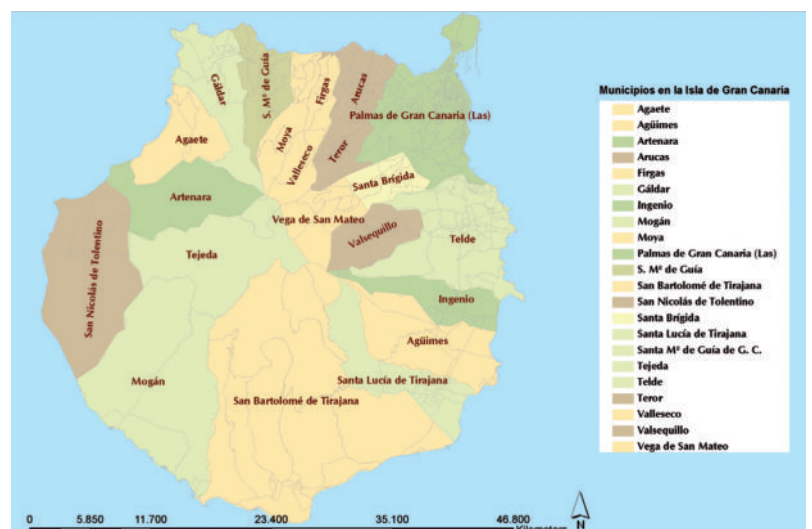 Gáldar
S. Mª de Guía
Firgas
Arucas
Palmas de Gran Canaria (Las)
Agaete
Moya
Valleseco
Teror
Santa Brígida
Artenara
Vega de San Mateo
Valsequillo
Telde
San Nicolás de Tolentino
Tejeda
Ingenio
Agüimes
Mogán
Santa Lucía de Tirajana
San Bartolomé de Tirajana
Municipios en la Isla de Gran Canaria
Agaete
Agüimes
Artenara
Arucas
Firgas
Gáldar
Ingenio
Mogán
Moya
Palmas de Gran Canaria (Las)
S. Mª de Guía
San Bartolomé de Tirajana
San Nicolás de Tolentino
Santa Brígida
Santa Lucía de Tirajana
Santa Mª de Guía de G. C.
Tejeda
Telde
Teror
Valleseco
Valsequillo
Vega de San Mateo
0 5.850 11.700 23.400 35.100 46.800
Kilometers
N